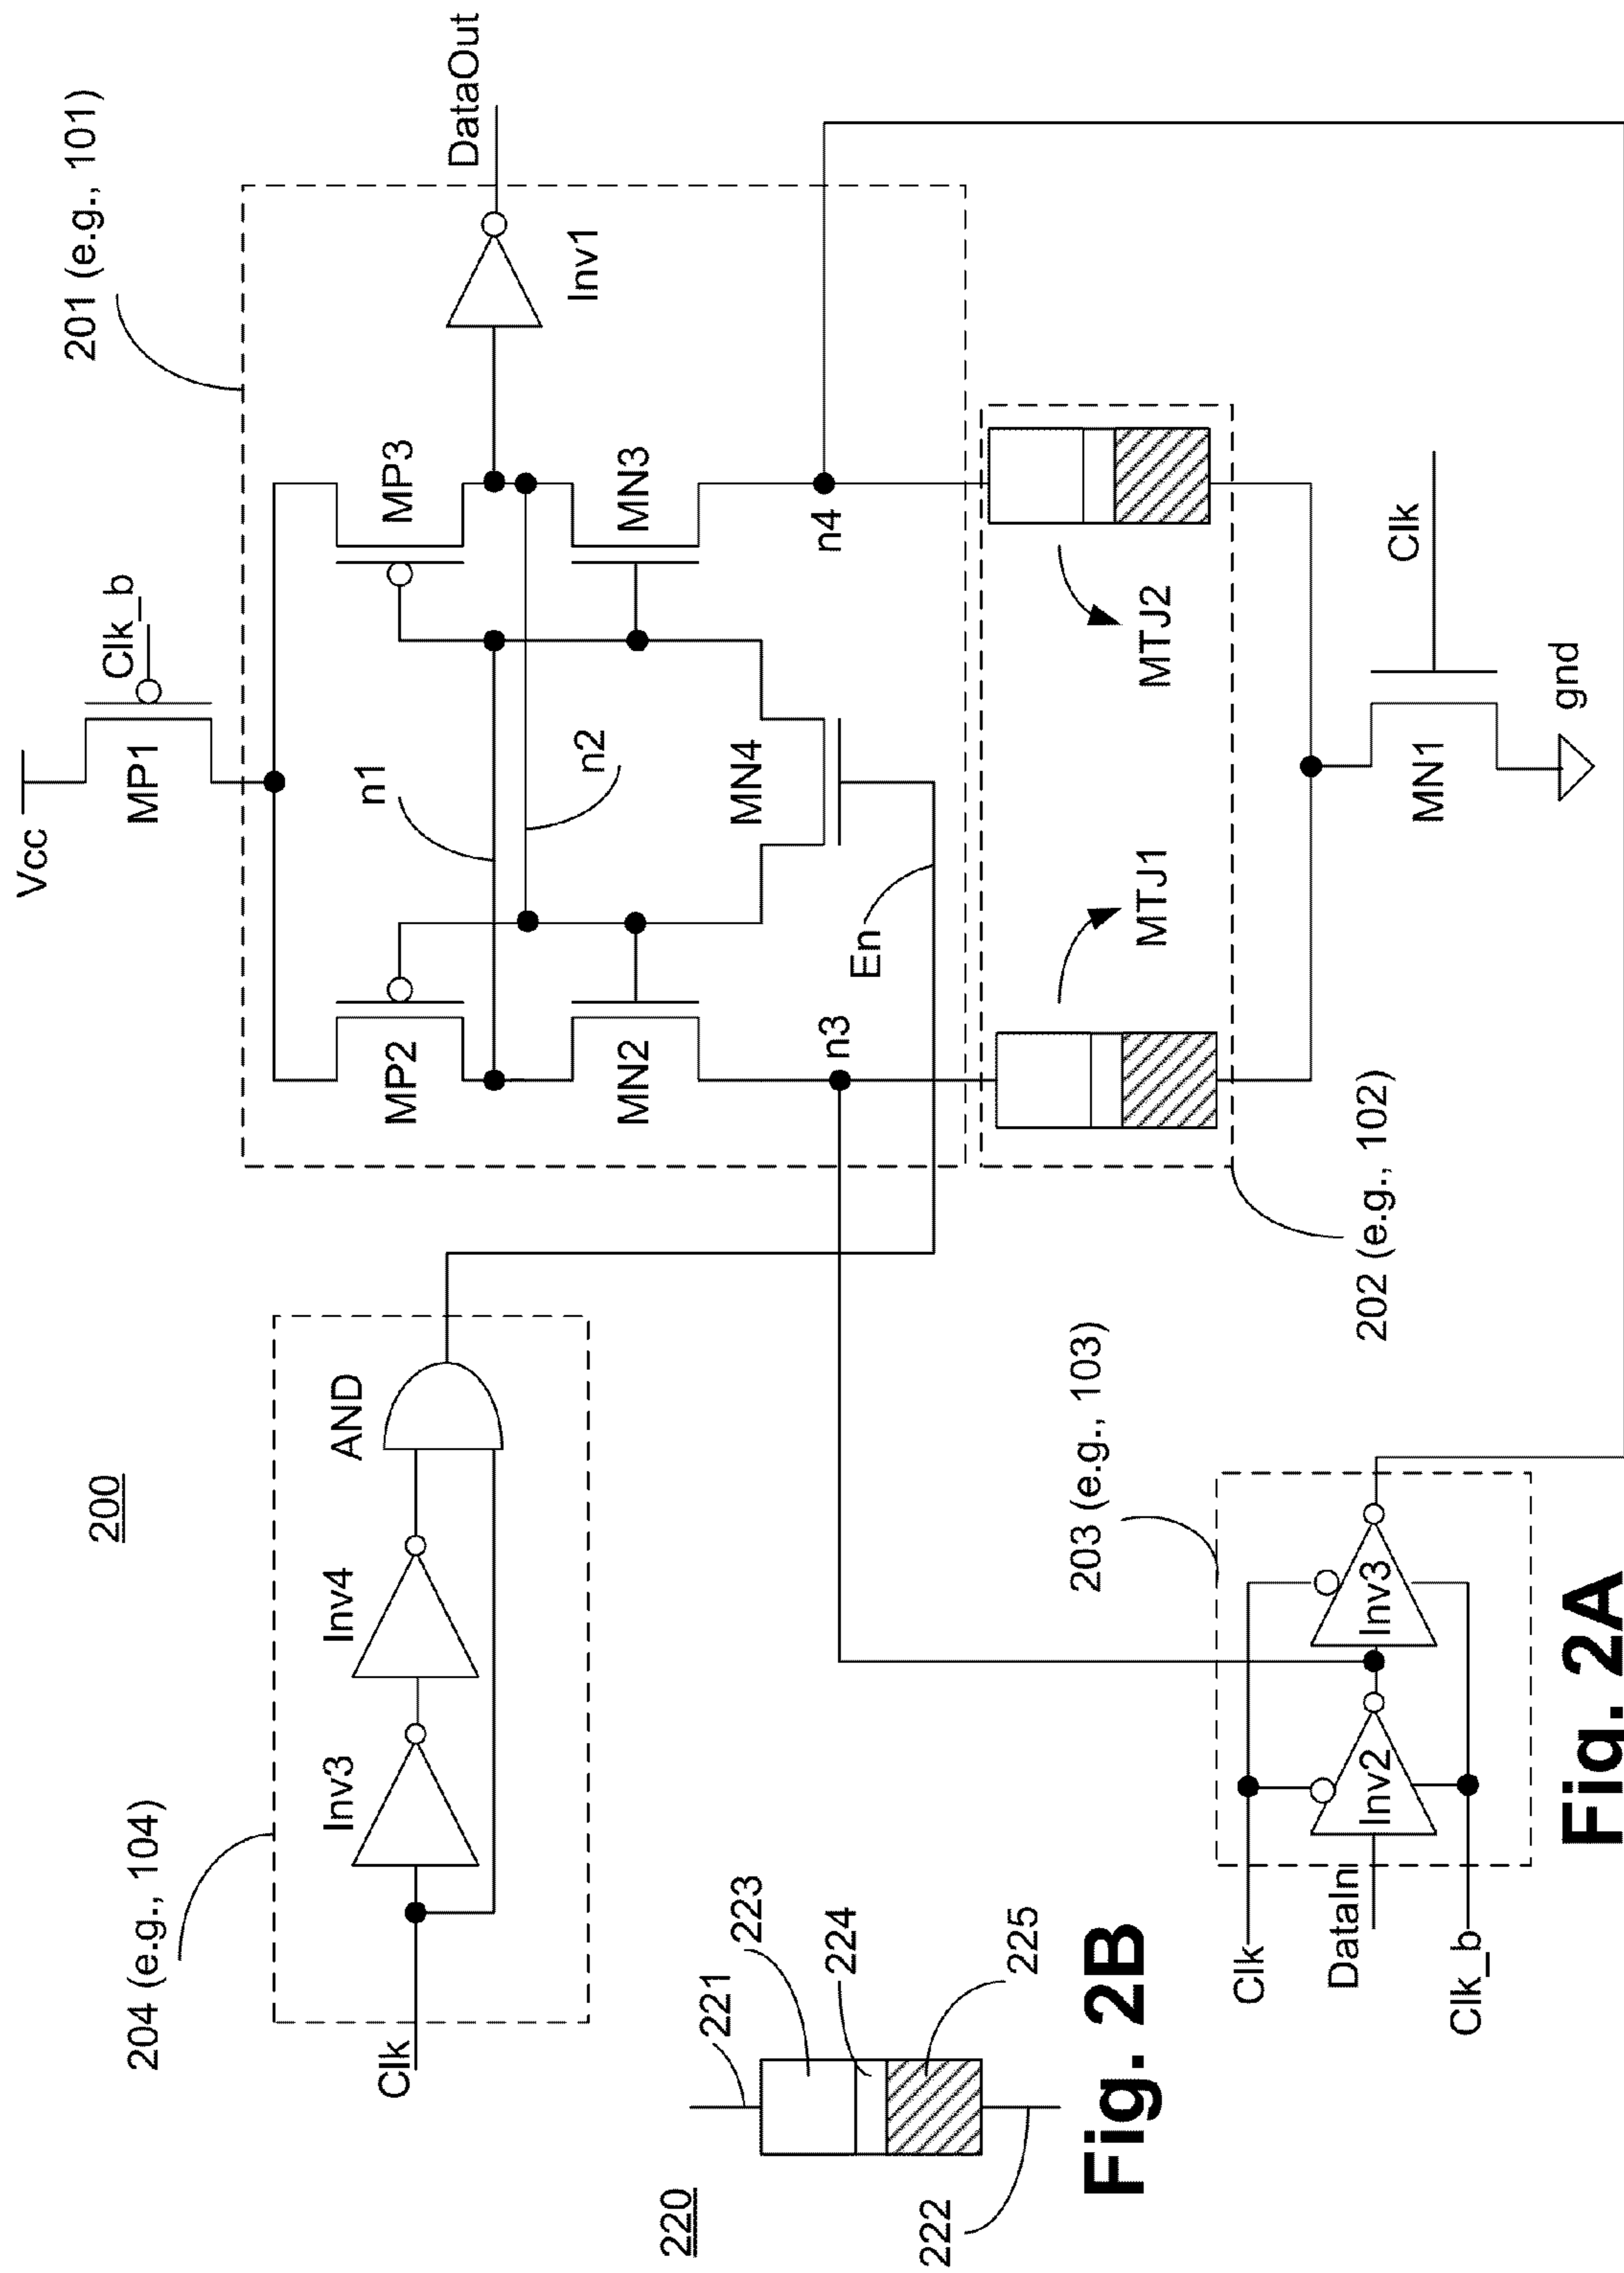 200
204 (e.g., 104)
Clk
Inv3
Inv4
AND
Vcc
MP1
Clk_b
201 (e.g., 101)
MP2
MP3
n1
n2
MN2
MN3
MN4
Inv1
DataOut
En
n3
n4
MTJ1
MTJ2
202 (e.g., 102)
MN1
Clk
gnd
203 (e.g., 103)
Clk
DataIn
Clk_b
Inv2
Inv3
Fig. 2A
220
221
223
224
225
222
Fig. 2B